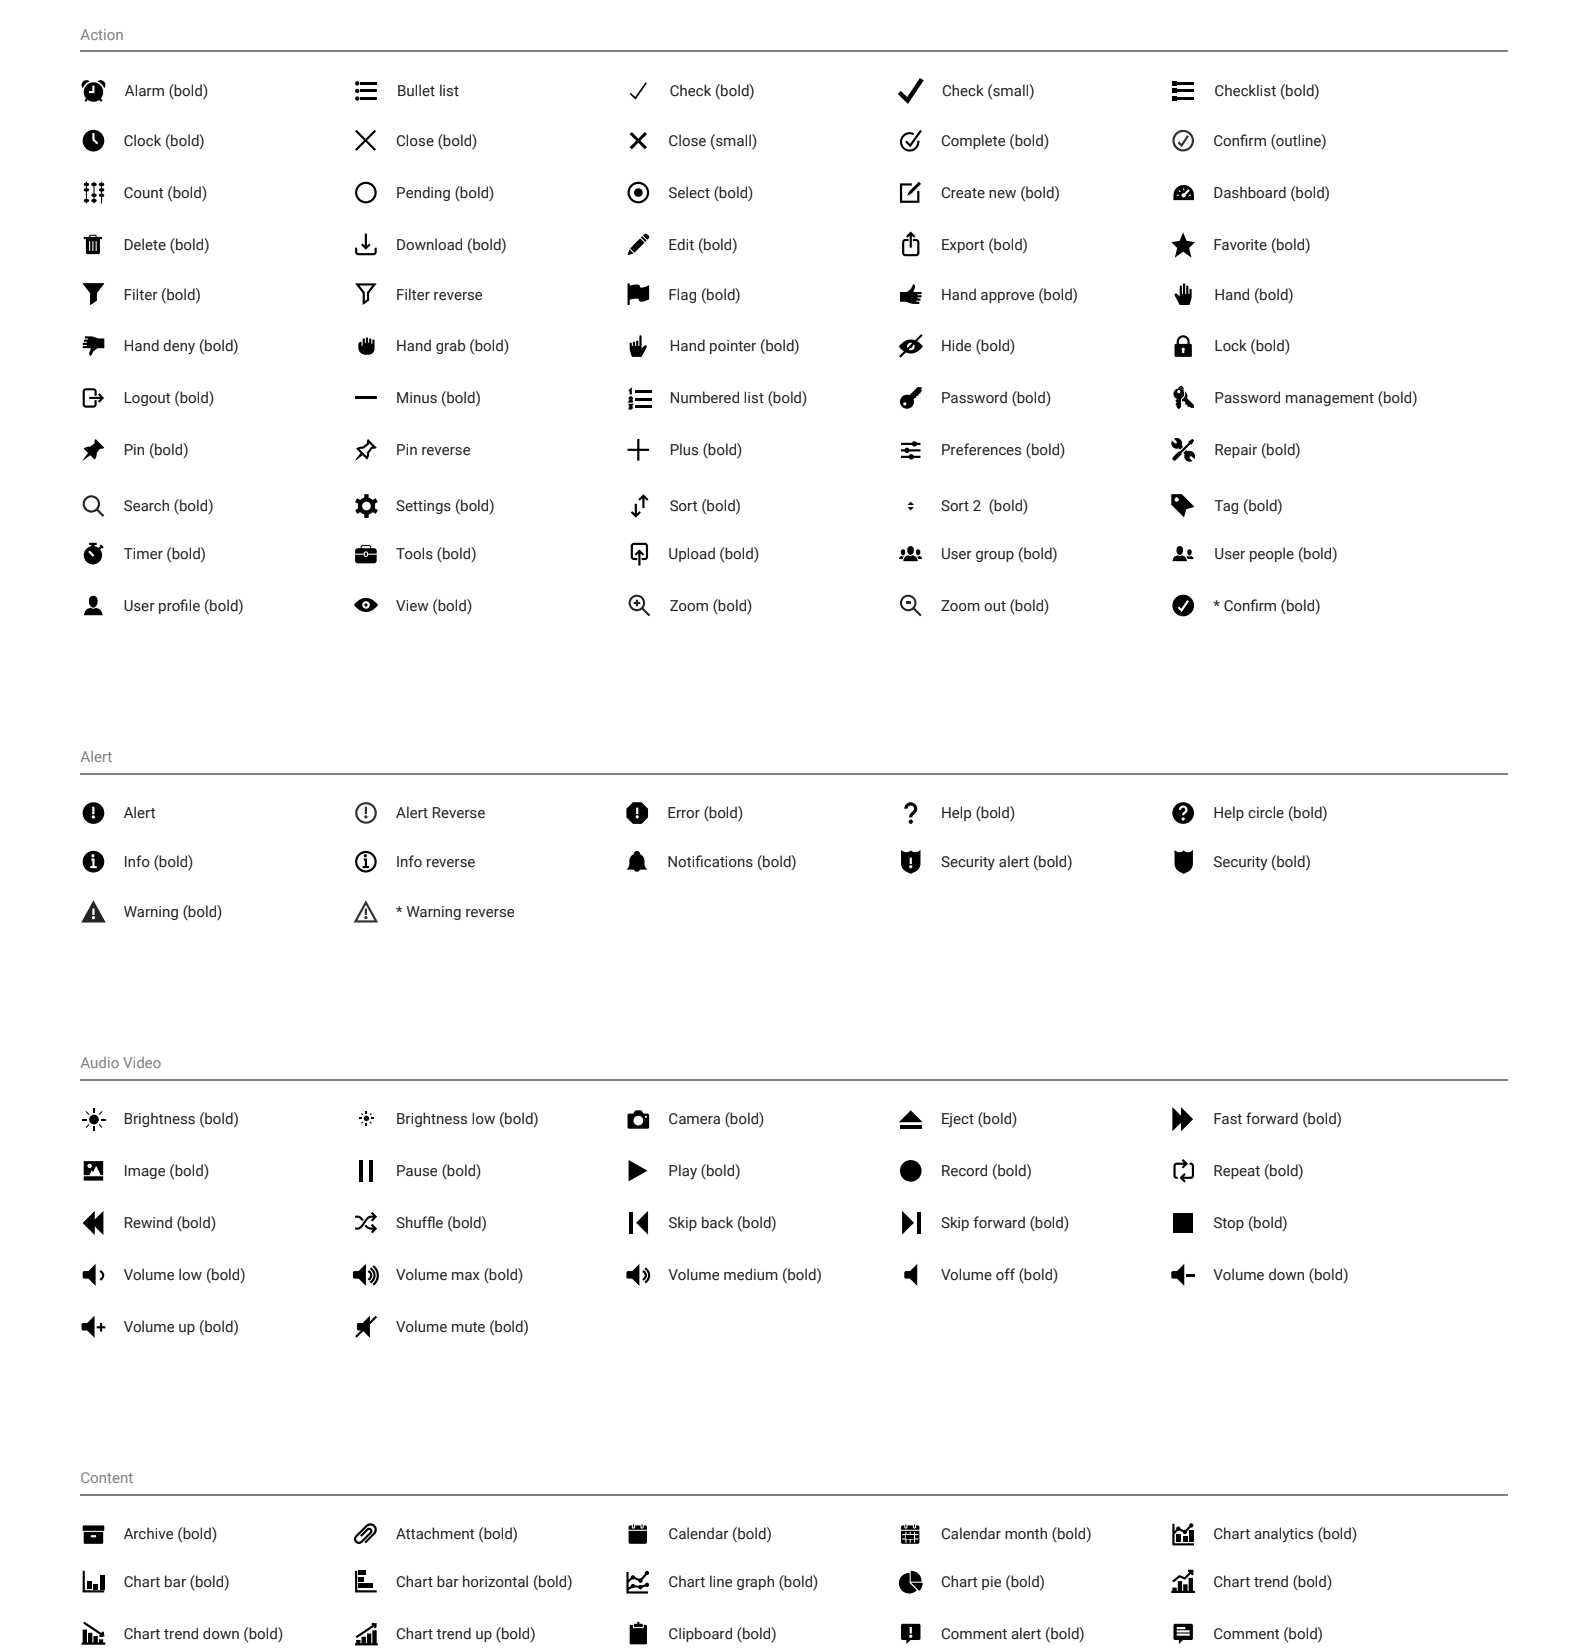 Action
Alarm (bold) Bullet list Check (bold) Check (small) Checklist (bold)
Clock (bold) Close (bold) Close (small) Complete (bold) Confirm (outline)
Count (bold) Pending (bold) Select (bold) Create new (bold) Dashboard (bold)
Delete (bold) Download (bold) Edit (bold) Export (bold) Favorite (bold)
Filter (bold) Filter reverse Flag (bold) Hand approve (bold) Hand (bold)
Hand deny (bold) Hand grab (bold) Hand pointer (bold) Hide (bold) Lock (bold)
Logout (bold) Minus (bold) Numbered list (bold) Password (bold) Password management (bold)
Pin (bold) Pin reverse Plus (bold) Preferences (bold) Repair (bold)
Search (bold) Settings (bold) Sort (bold) Sort 2 (bold) Tag (bold)
Timer (bold) Tools (bold) Upload (bold) User group (bold) User people (bold)
User profile (bold) View (bold) Zoom (bold) Zoom out (bold) * Confirm (bold)
Alert
Alert Alert Reverse Error (bold) Help (bold) Help circle (bold)
Info (bold) Info reverse Notifications (bold) Security alert (bold) Security (bold)
Warning (bold) * Warning reverse
Audio Video
Brightness (bold) Brightness low (bold) Camera (bold) Eject (bold) Fast forward (bold)
Image (bold) Pause (bold) Play (bold) Record (bold) Repeat (bold)
Rewind (bold) Shuffle (bold) Skip back (bold) Skip forward (bold) Stop (bold)
Volume low (bold) Volume max (bold) Volume medium (bold) Volume off (bold) Volume down (bold)
Volume up (bold) Volume mute (bold)
Content
Archive (bold) Attachment (bold) Calendar (bold) Calendar month (bold) Chart analytics (bold)
Chart bar (bold) Chart bar horizontal (bold) Chart line graph (bold) Chart pie (bold) Chart trend (bold)
Chart trend down (bold) Chart trend up (bold) Clipboard (bold) Comment alert (bold) Comment (bold)